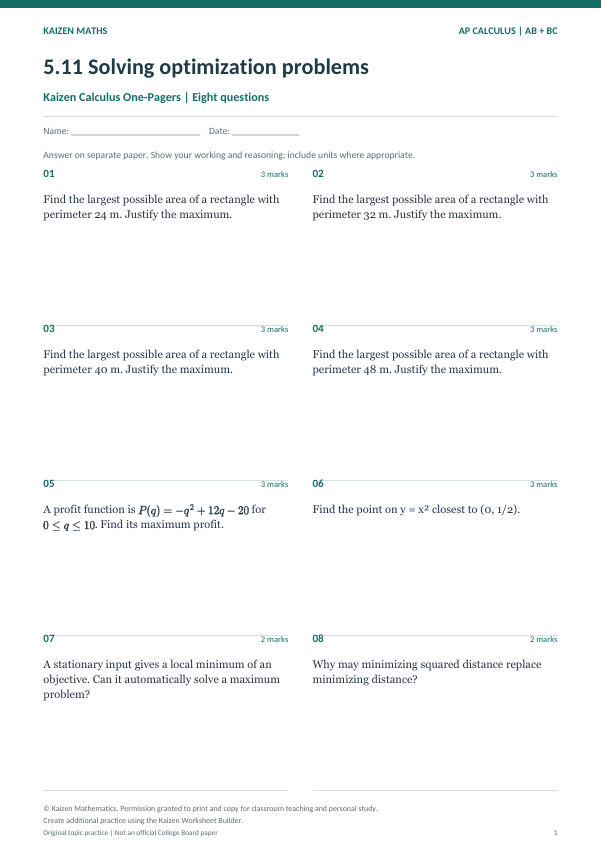 KAIZEN MATHS
AP CALCULUS | AB + BC
5.11 Solving optimization problems
Kaizen Calculus One-Pagers | Eight questions
Name: ___________________________ Date: ______________
Answer on separate paper. Show your working and reasoning; include units where appropriate.
01 3 marks
Find the largest possible area of a rectangle with
perimeter 24 m. Justify the maximum.
02 3 marks
Find the largest possible area of a rectangle with
perimeter 32 m. Justify the maximum.
03 3 marks
Find the largest possible area of a rectangle with
perimeter 40 m. Justify the maximum.
04 3 marks
Find the largest possible area of a rectangle with
perimeter 48 m. Justify the maximum.
05 3 marks
A profit function is P(q) = −q² + 12q − 20 for
0 ≤ q ≤ 10. Find its maximum profit.
06 3 marks
Find the point on y = x² closest to (0, 1/2).
07 2 marks
A stationary input gives a local minimum of an
objective. Can it automatically solve a maximum
problem?
08 2 marks
Why may minimizing squared distance replace
minimizing distance?
© Kaizen Mathematics. Permission granted to print and copy for classroom teaching and personal study.
Create additional practice using the Kaizen Worksheet Builder.
Original topic practice | Not an official College Board paper
1